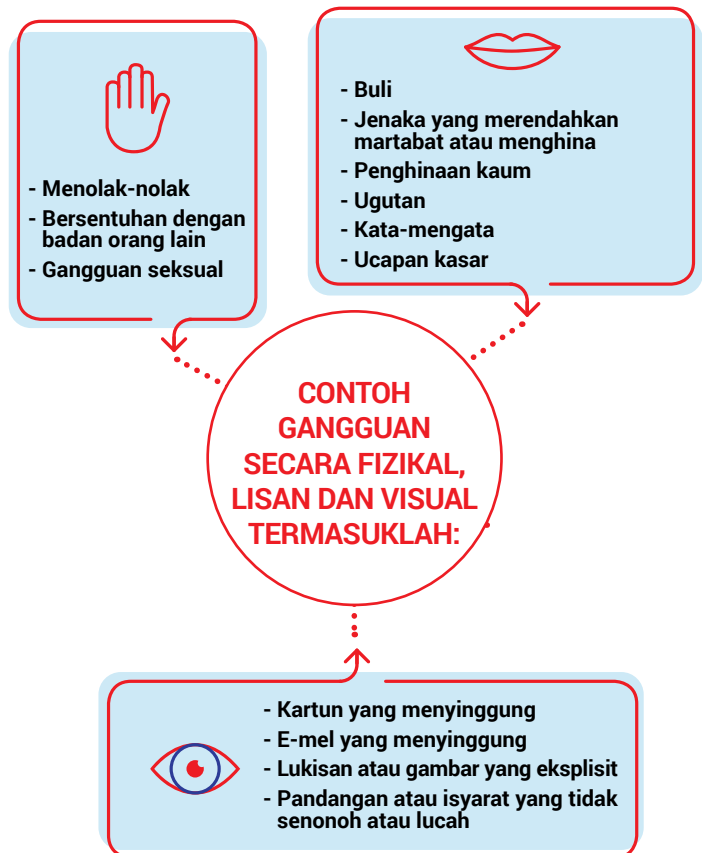 - Menolak-nolak
- Bersentuhan dengan
badan orang lain
- Gangguan seksual
- Buli
- Jenaka yang merendahkan
martabat atau menghina
- Penghinaan kaum
- Ugutan
- Kata-mengata
- Ucapan kasar
CONTOH
GANGGUAN
SECARA FIZIKAL,
LISAN DAN VISUAL
TERMASUKLAH:
- Kartun yang menyinggung
- E-mel yang menyinggung
- Lukisan atau gambar yang eksplisit
- Pandangan atau isyarat yang tidak
senonoh atau lucah